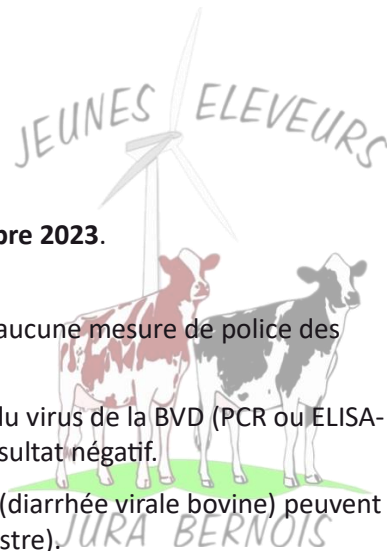 JEUNES ELEVEURS
bre 2023.
aucune mesure de police des
du virus de la BVD (PCR ou ELISA-
sultat négatif.
(diarrhée virale bovine) peuvent
stre).
JURA BERNOIS